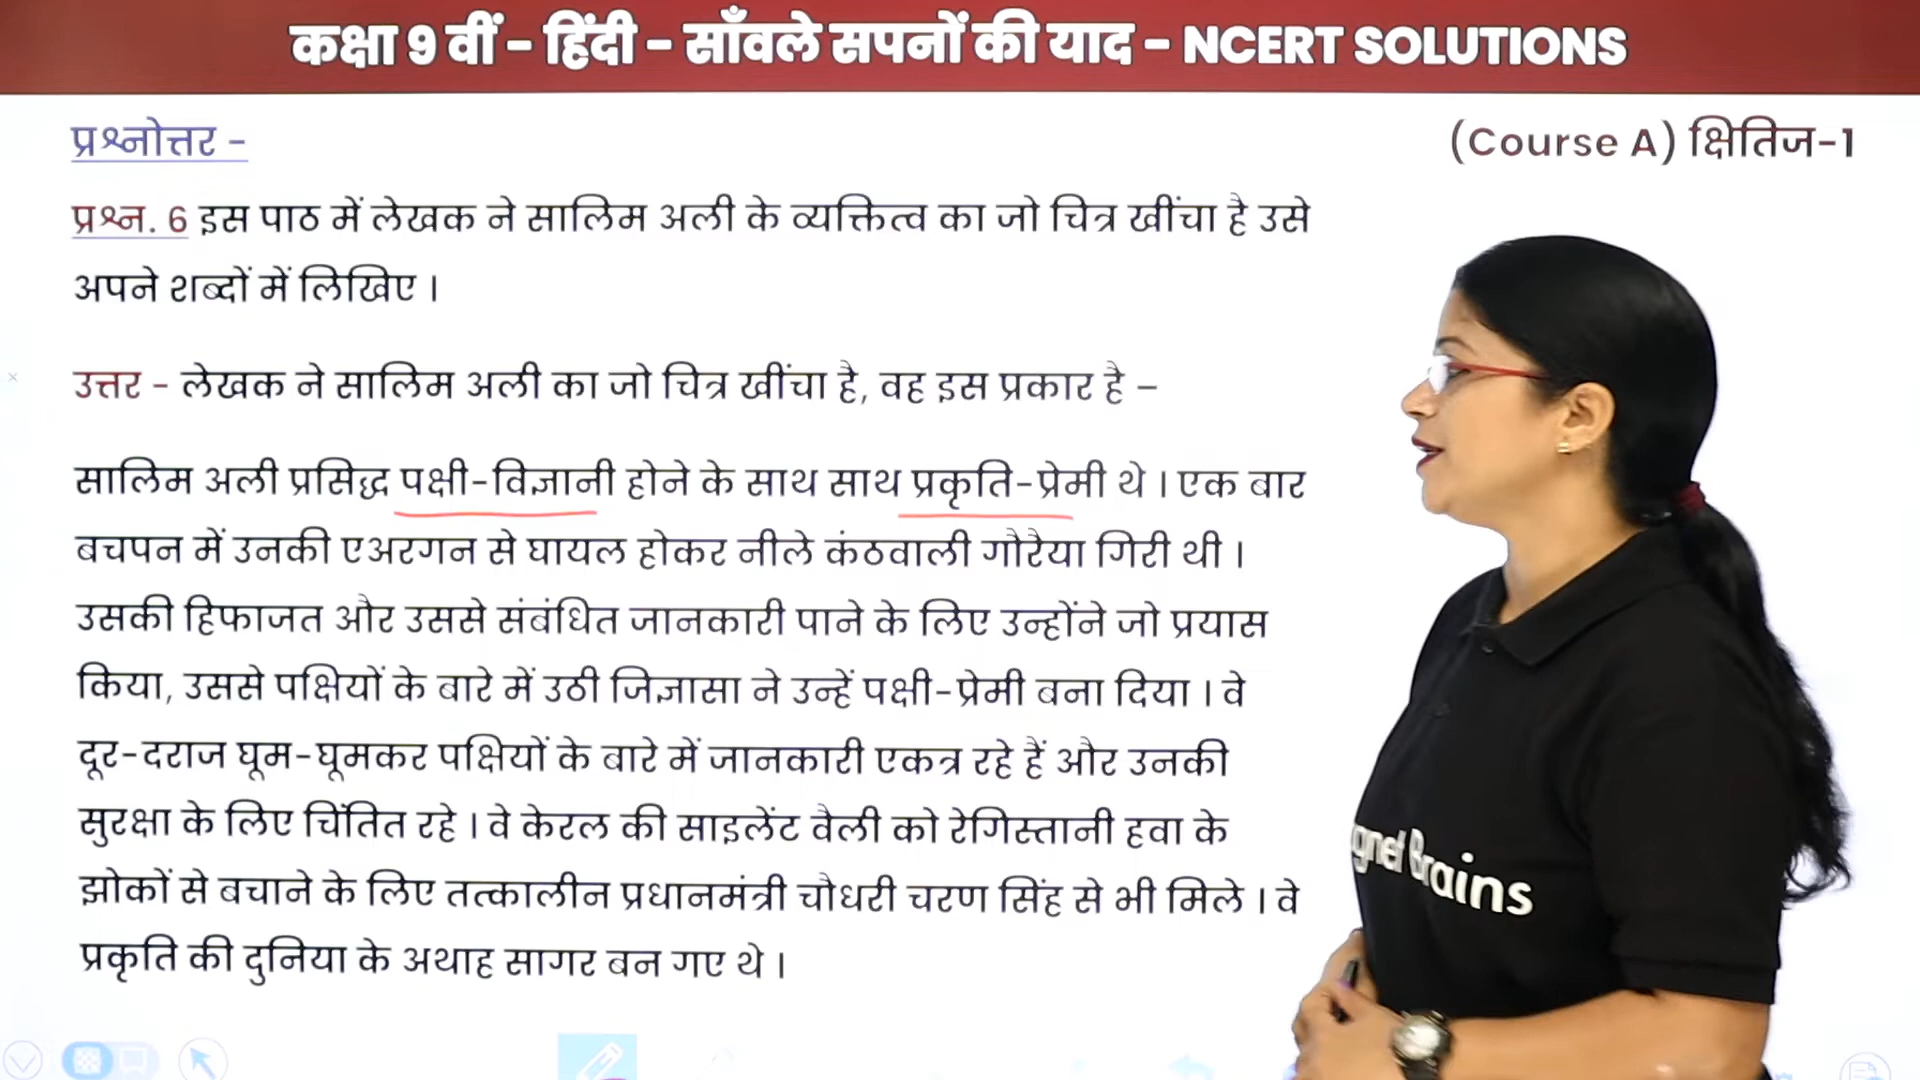 कक्षा 9 वीं – हिंदी – साँवले सपनों की याद – NCERT SOLUTIONS
प्रश्नोत्तर –
(Course A) क्षितिज-1
प्रश्न. 6 इस पाठ में लेखक ने सालिम अली के व्यक्तित्व का जो चित्र खींचा है उसे
अपने शब्दों में लिखिए ।
उत्तर - लेखक ने सालिम अली का जो चित्र खींचा है, वह इस प्रकार है –
सालिम अली प्रसिद्ध पक्षी-विज्ञानी होने के साथ साथ प्रकृति-प्रेमी थे । एक बार
बचपन में उनकी एअरगन से घायल होकर नीले कंठवाली गौरैया गिरी थी ।
उसकी हिफाजत और उससे संबंधित जानकारी पाने के लिए उन्होंने जो प्रयास
किया, उससे पक्षियों के बारे में उठी जिज्ञासा ने उन्हें पक्षी-प्रेमी बना दिया । वे
दूर-दराज घूम-घूमकर पक्षियों के बारे में जानकारी एकत्र रहे हैं और उनकी
सुरक्षा के लिए चिंतित रहे । वे केरल की साइलेंट वैली को रेगिस्तानी हवा के
झोकों से बचाने के लिए तत्कालीन प्रधानमंत्री चौधरी चरण सिंह से भी मिले । वे
प्रकृति की दुनिया के अथाह सागर बन गए थे ।
gnet Brains